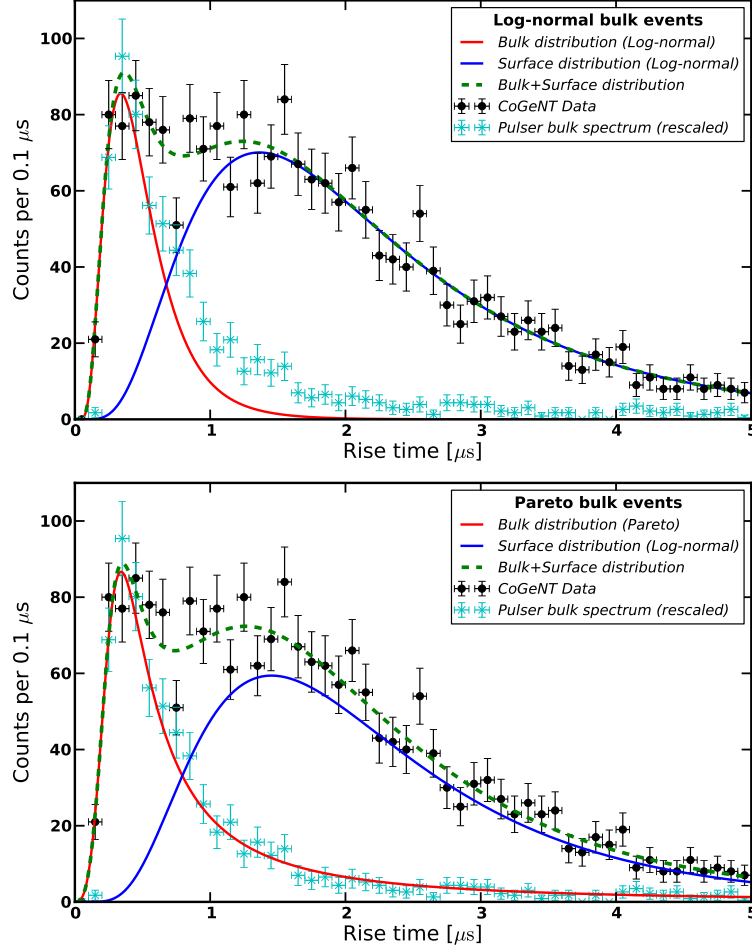 Log-normal bulk events
Bulk distribution (Log-normal)
Surface distribution (Log-normal)
Bulk+Surface distribution
CoGeNT Data
Pulser bulk spectrum (rescaled)
Counts per 0.1 μs
100
80
60
40
20
0
0 1 2 3 4 5
Rise time [μs]
Pareto bulk events
Bulk distribution (Pareto)
Surface distribution (Log-normal)
Bulk+Surface distribution
CoGeNT Data
Pulser bulk spectrum (rescaled)
Counts per 0.1 μs
100
80
60
40
20
0
0 1 2 3 4 5
Rise time [μs]